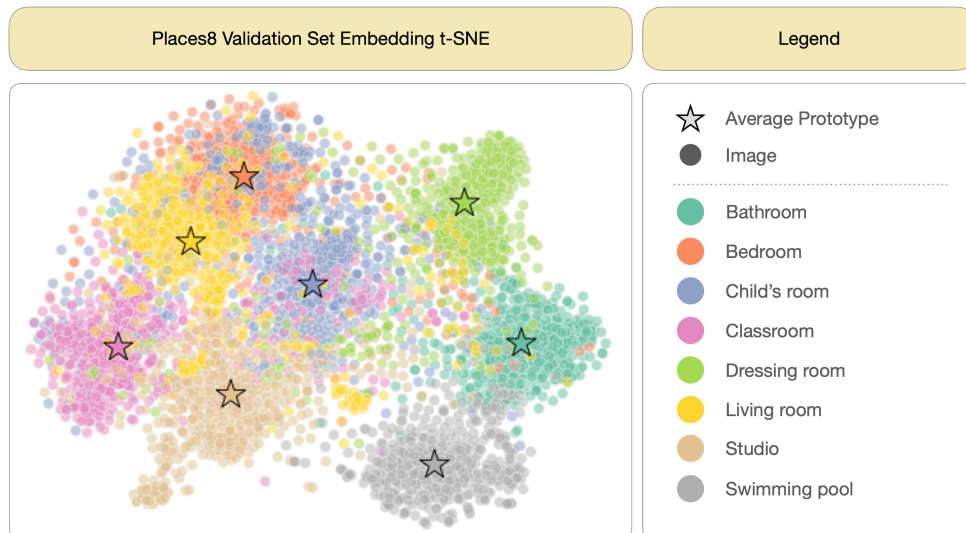 Places8 Validation Set Embedding t-SNE
Legend
Average Prototype
Image
Bathroom
Bedroom
Child's room
Classroom
Dressing room
Living room
Studio
Swimming pool